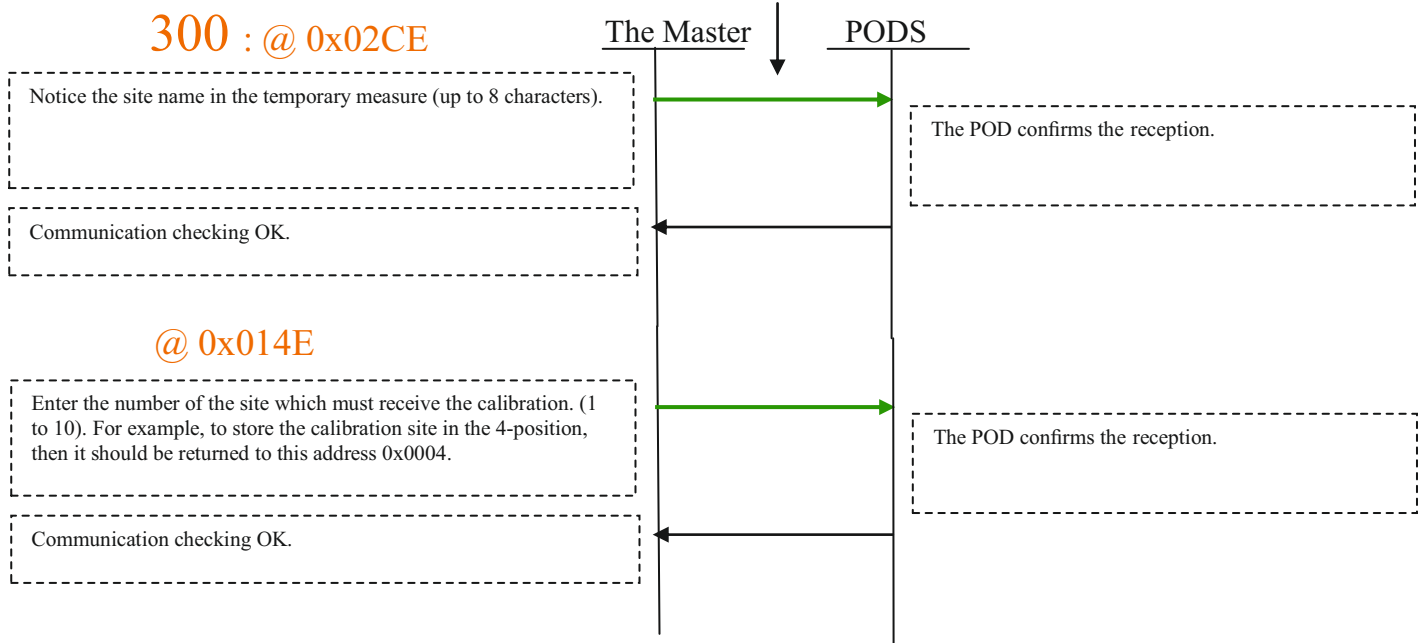 300 : @ 0x02CE
The Master
PODS
Notice the site name in the temporary measure (up to 8 characters).
The POD confirms the reception.
Communication checking OK.
@ 0x014E
Enter the number of the site which must receive the calibration. (1
to 10). For example, to store the calibration site in the 4-position,
then it should be returned to this address 0x0004.
The POD confirms the reception.
Communication checking OK.